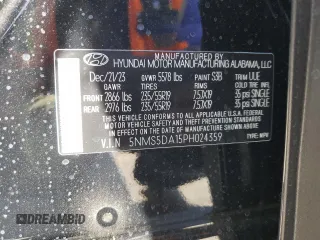 MANUFACTURED BY
HYUNDAI MOTOR MANUFACTURING ALABAMA, LLC
Dec/21/23 GVWR 5578 lbs PAINT S3B TRIM UUE
GAWR TIRES RIMS COLD TIRE INFL PRESSURE
FRONT 2866 lbs 235/55R19 7.5JX19 35 psi SINGLE
REAR 2976 lbs 235/55R19 7.5JX19 35 psi SINGLE
THIS VEHICLE CONFORMS TO ALL APPLICABLE U.S.A. FEDERAL
MOTOR VEHICLE SAFETY, BUMPER AND THEFT PREVENTION
STANDARDS IN EFFECT ON THE DATE OF MANUFACTURE SHOWN ABOVE.
V.I.N 5NMS5DA15PH024359 TYPE: MPV
DREAMBID